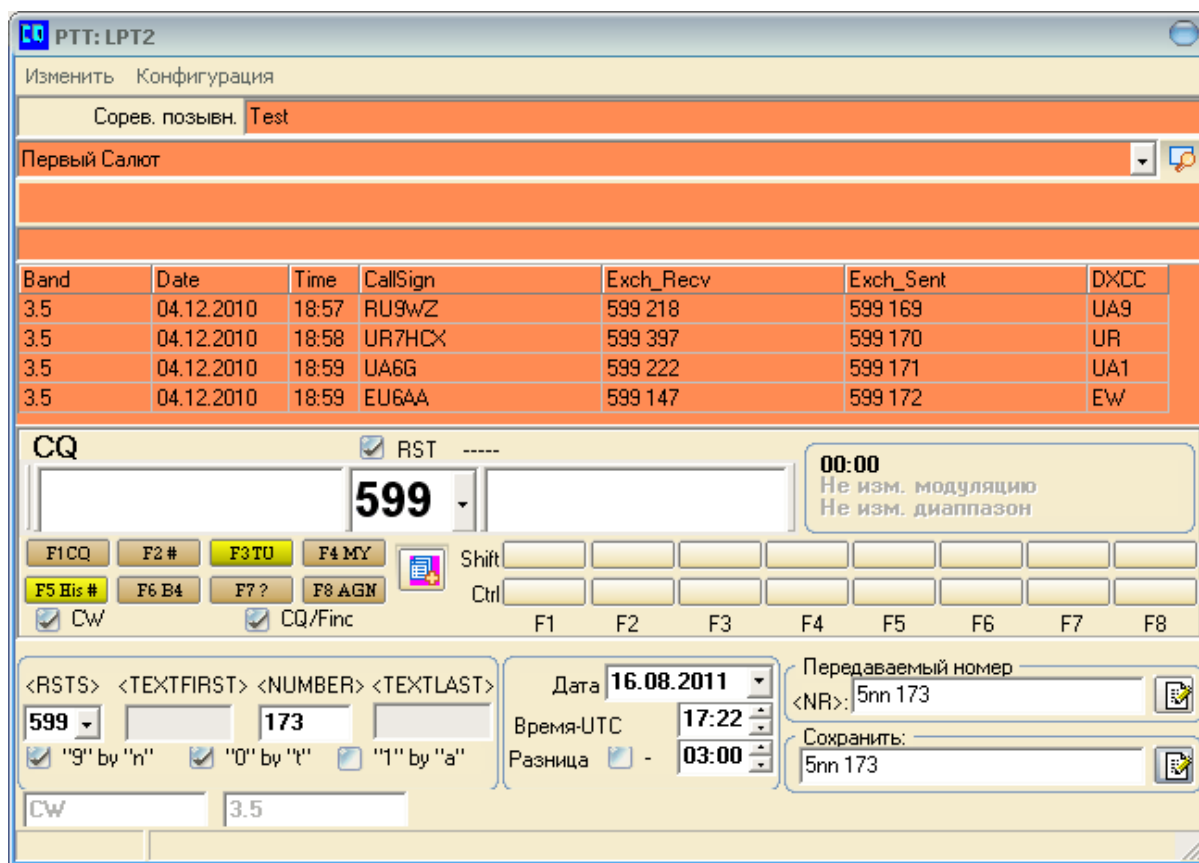 CQ PTT: LPT2
Изменить Конфигурация
Сорев. позывн. Test
Первый Салют
Band Date Time CallSign Exch_Recv Exch_Sent DXCC
3.5 04.12.2010 18:57 RU9WZ 599 218 599 169 UA9
3.5 04.12.2010 18:58 UR7HCX 599 397 599 170 UR
3.5 04.12.2010 18:59 UA6G 599 222 599 171 UA1
3.5 04.12.2010 18:59 EU6AA 599 147 599 172 EW
CQ RST -----
00:00
599 Не изм. модуляцию
Не изм. диаппазон
F1 CQ F2 # F3 TU F4 MY Shift
F5 His # F6 B4 F7 ? F8 AGN Ctrl
CW CQ/Finc F1 F2 F3 F4 F5 F6 F7 F8
<RSTS> <TEXTFIRST> <NUMBER> <TEXTLAST> Дата 16.08.2011 Передаваемый номер
<NR>: 5nn 173
599 173 Время-UTC 17:22
Сохранить:
"9" by "n" "0" by "t" "1" by "a" Разница - 03:00 5nn 173
CW 3.5